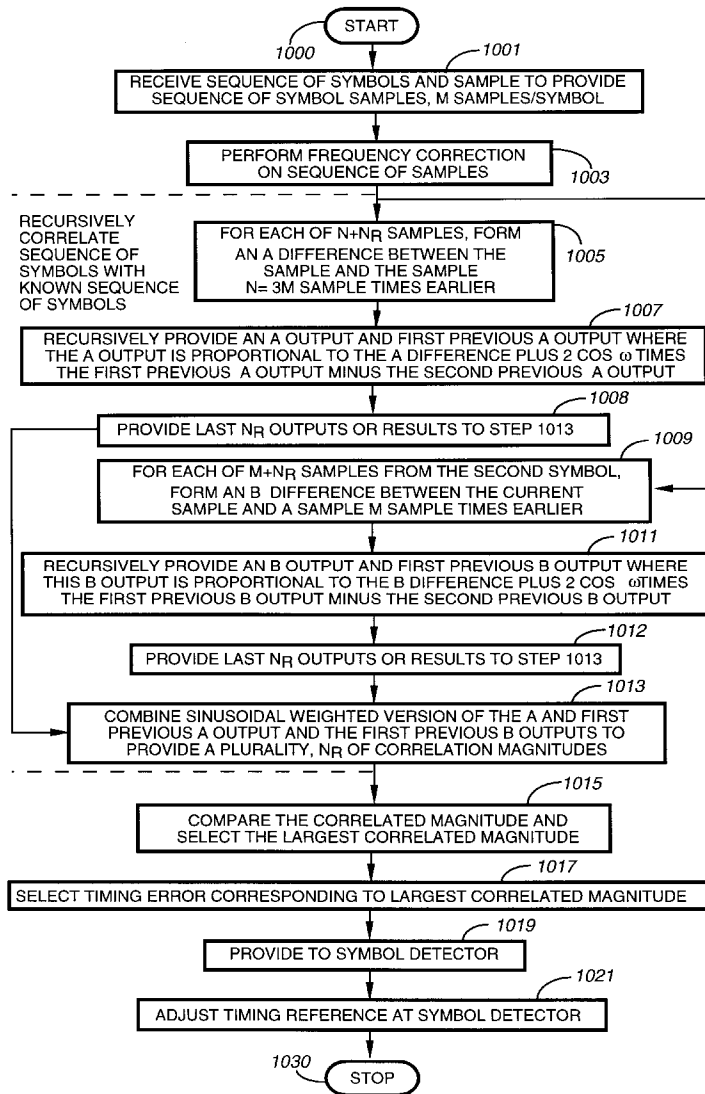 START
1000
1001
RECEIVE SEQUENCE OF SYMBOLS AND SAMPLE TO PROVIDE
SEQUENCE OF SYMBOL SAMPLES, M SAMPLES/SYMBOL
PERFORM FREQUENCY CORRECTION
ON SEQUENCE OF SAMPLES
1003
RECURSIVELY
CORRELATE
SEQUENCE OF
SYMBOLS WITH
KNOWN SEQUENCE
OF SYMBOLS
FOR EACH OF N+NR SAMPLES, FORM
AN A DIFFERENCE BETWEEN THE
SAMPLE AND THE SAMPLE
N= 3M SAMPLE TIMES EARLIER
1005
1007
RECURSIVELY PROVIDE AN A OUTPUT AND FIRST PREVIOUS A OUTPUT WHERE
THE A OUTPUT IS PROPORTIONAL TO THE A DIFFERENCE PLUS 2 COS ω TIMES
THE FIRST PREVIOUS A OUTPUT MINUS THE SECOND PREVIOUS A OUTPUT
1008
PROVIDE LAST NR OUTPUTS OR RESULTS TO STEP 1013
1009
FOR EACH OF M+NR SAMPLES FROM THE SECOND SYMBOL,
FORM AN B DIFFERENCE BETWEEN THE CURRENT
SAMPLE AND A SAMPLE M SAMPLE TIMES EARLIER
1011
RECURSIVELY PROVIDE AN B OUTPUT AND FIRST PREVIOUS B OUTPUT WHERE
THIS B OUTPUT IS PROPORTIONAL TO THE B DIFFERENCE PLUS 2 COS ωTIMES
THE FIRST PREVIOUS B OUTPUT MINUS THE SECOND PREVIOUS B OUTPUT
1012
PROVIDE LAST NR OUTPUTS OR RESULTS TO STEP 1013
1013
COMBINE SINUSOIDAL WEIGHTED VERSION OF THE A AND FIRST
PREVIOUS A OUTPUT AND THE FIRST PREVIOUS B OUTPUTS TO
PROVIDE A PLURALITY, NR OF CORRELATION MAGNITUDES
1015
COMPARE THE CORRELATED MAGNITUDE AND
SELECT THE LARGEST CORRELATED MAGNITUDE
1017
SELECT TIMING ERROR CORRESPONDING TO LARGEST CORRELATED MAGNITUDE
1019
PROVIDE TO SYMBOL DETECTOR
1021
ADJUST TIMING REFERENCE AT SYMBOL DETECTOR
1030
STOP